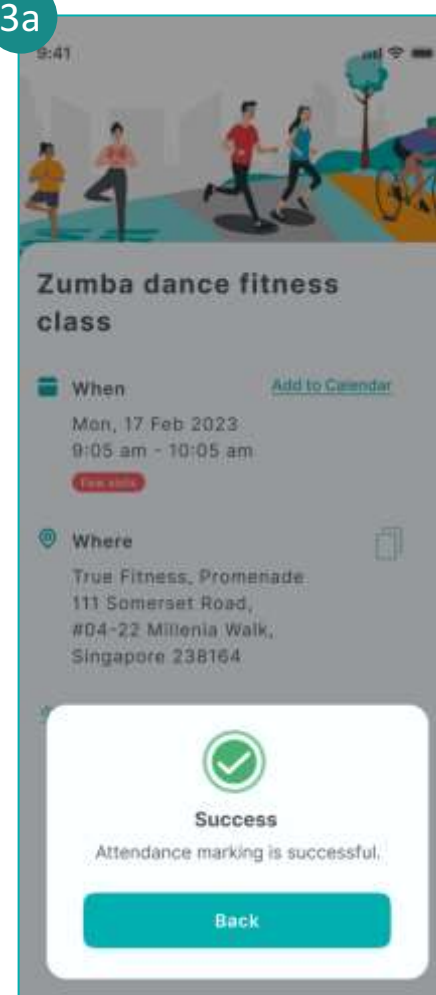 3a
9:41
Zumba dance fitness
class
When
Add to Calendar
Mon, 17 Feb 2023
9:05 am - 10:05 am
Few slots
Where
True Fitness, Promenade
111 Somerset Road,
#04-22 Millenia Walk,
Singapore 238164
Success
Attendance marking is successful.
Back